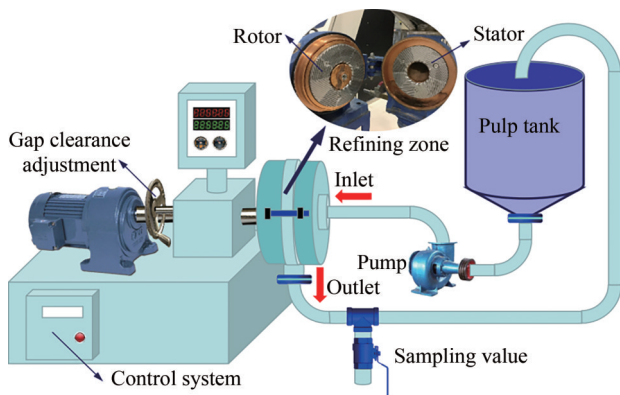 Rotor
Stator
Gap clearance
adjustment
Refining zone
Pulp tank
Inlet
Pump
Outlet
Sampling value
Control system